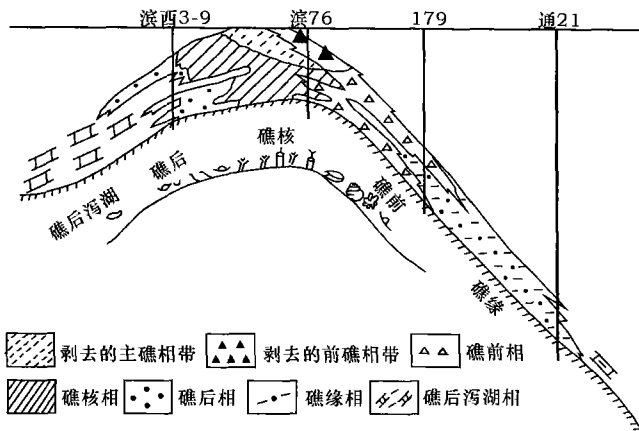 滨西3-9 滨76 179 通21
礁核
礁后
礁前
礁后泻湖
礁缘
剥去的主礁相带 剥去的前礁相带 礁前相
礁核相 礁后相 礁缘相 礁后泻湖相